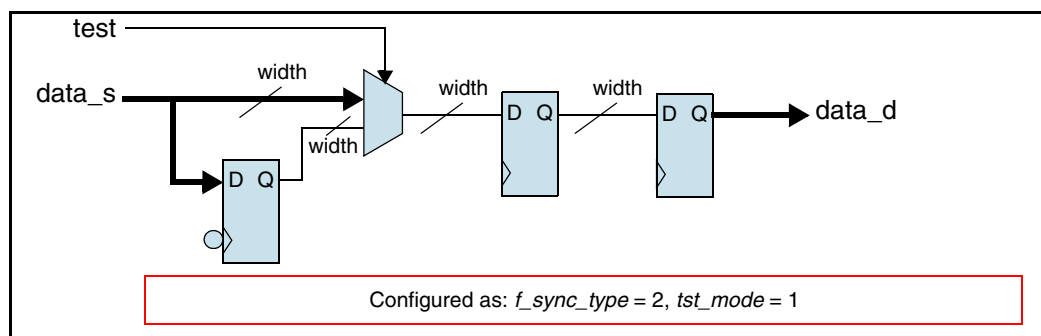 test
width
width
width
data_s
D Q
D Q
data_d
width
D Q
Configured as: f_sync_type = 2, tst_mode = 1